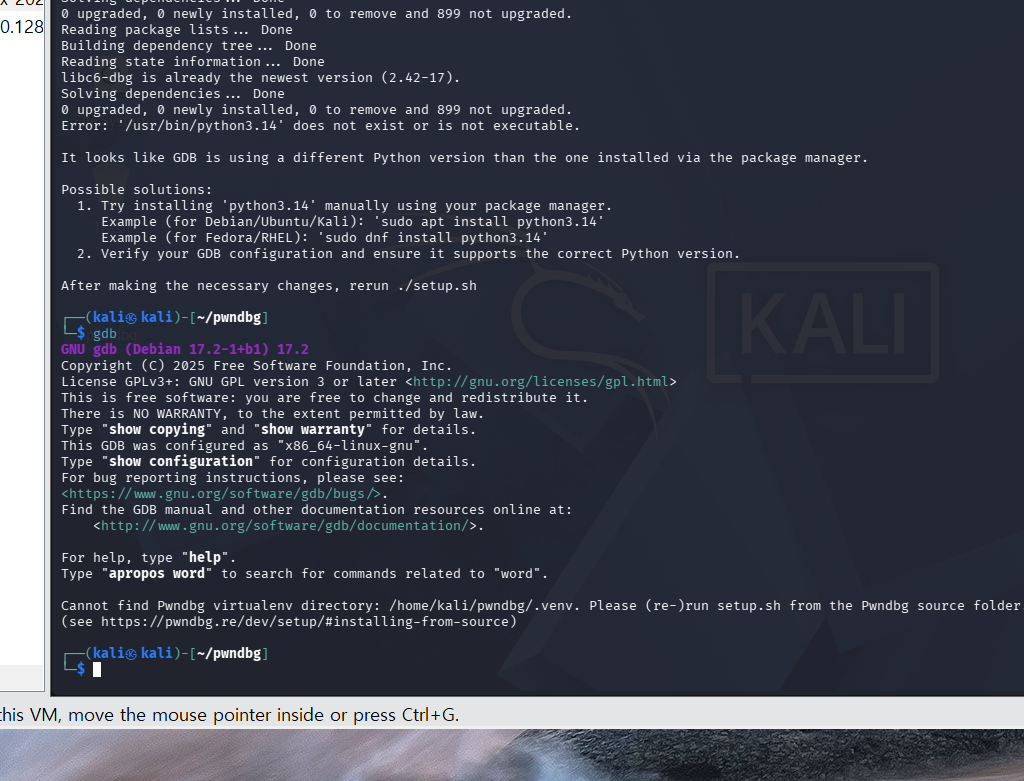 0.128
0 upgraded, 0 newly installed, 0 to remove and 899 not upgraded.
Reading package lists... Done
Building dependency tree... Done
Reading state information... Done
libc6-dbg is already the newest version (2.42-17).
Solving dependencies... Done
0 upgraded, 0 newly installed, 0 to remove and 899 not upgraded.
Error: '/usr/bin/python3.14' does not exist or is not executable.
It looks like GDB is using a different Python version than the one installed via the package manager.
Possible solutions:
1. Try installing 'python3.14' manually using your package manager.
Example (for Debian/Ubuntu/Kali): 'sudo apt install python3.14'
Example (for Fedora/RHEL): 'sudo dnf install python3.14'
2. Verify your GDB configuration and ensure it supports the correct Python version.
After making the necessary changes, rerun ./setup.sh
KALI
┌──(kali㉿kali)-[~/pwndbg]
└─$ gdb
GNU gdb (Debian 17.2-1+b1) 17.2
Copyright (C) 2025 Free Software Foundation, Inc.
License GPLv3+: GNU GPL version 3 or later <http://gnu.org/licenses/gpl.html>
This is free software: you are free to change and redistribute it.
There is NO WARRANTY, to the extent permitted by law.
Type "show copying" and "show warranty" for details.
This GDB was configured as "x86_64-linux-gnu".
Type "show configuration" for configuration details.
For bug reporting instructions, please see:
<https://www.gnu.org/software/gdb/bugs/>.
Find the GDB manual and other documentation resources online at:
<http://www.gnu.org/software/gdb/documentation/>.
For help, type "help".
Type "apropos word" to search for commands related to "word".
Cannot find Pwndbg virtualenv directory: /home/kali/pwndbg/.venv. Please (re-)run setup.sh from the Pwndbg source folder
(see https://pwndbg.re/dev/setup/#installing-from-source)
┌──(kali㉿kali)-[~/pwndbg]
└─$
this VM, move the mouse pointer inside or press Ctrl+G.